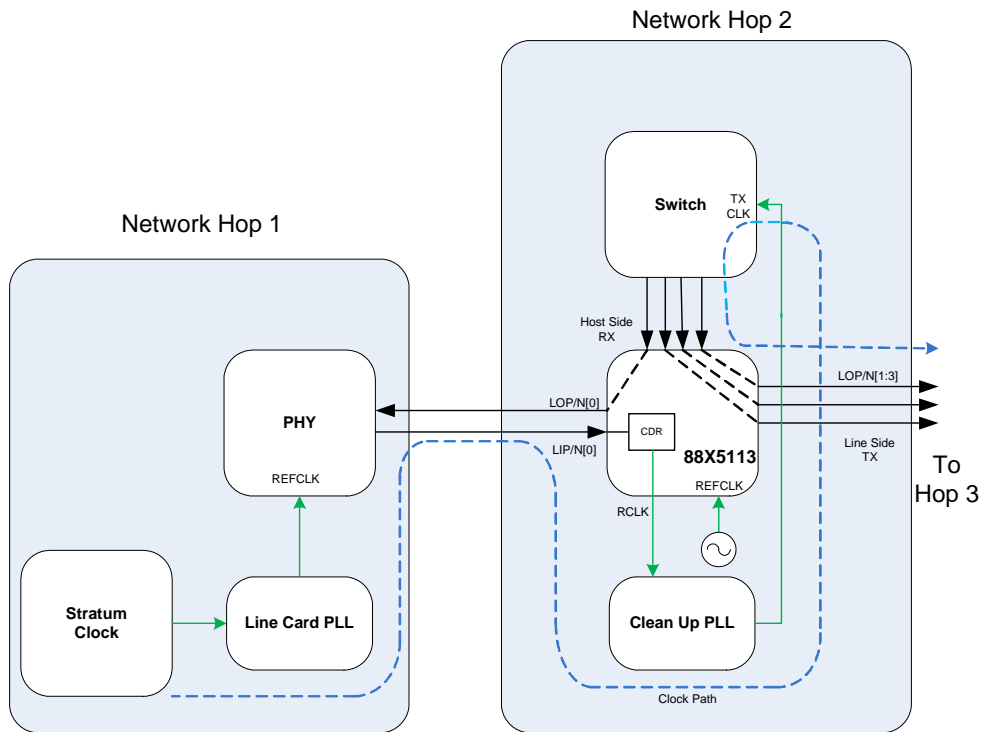 Network Hop 2
Network Hop 1
Switch
TX
CLK
Host Side
RX
PHY
REFCLK
LOP/N[0]
LIP/N[0]
CDR
88X5113
REFCLK
RCLK
LOP/N[1:3]
Line Side
TX
To
Hop 3
Stratum
Clock
Line Card PLL
Clean Up PLL
Clock Path